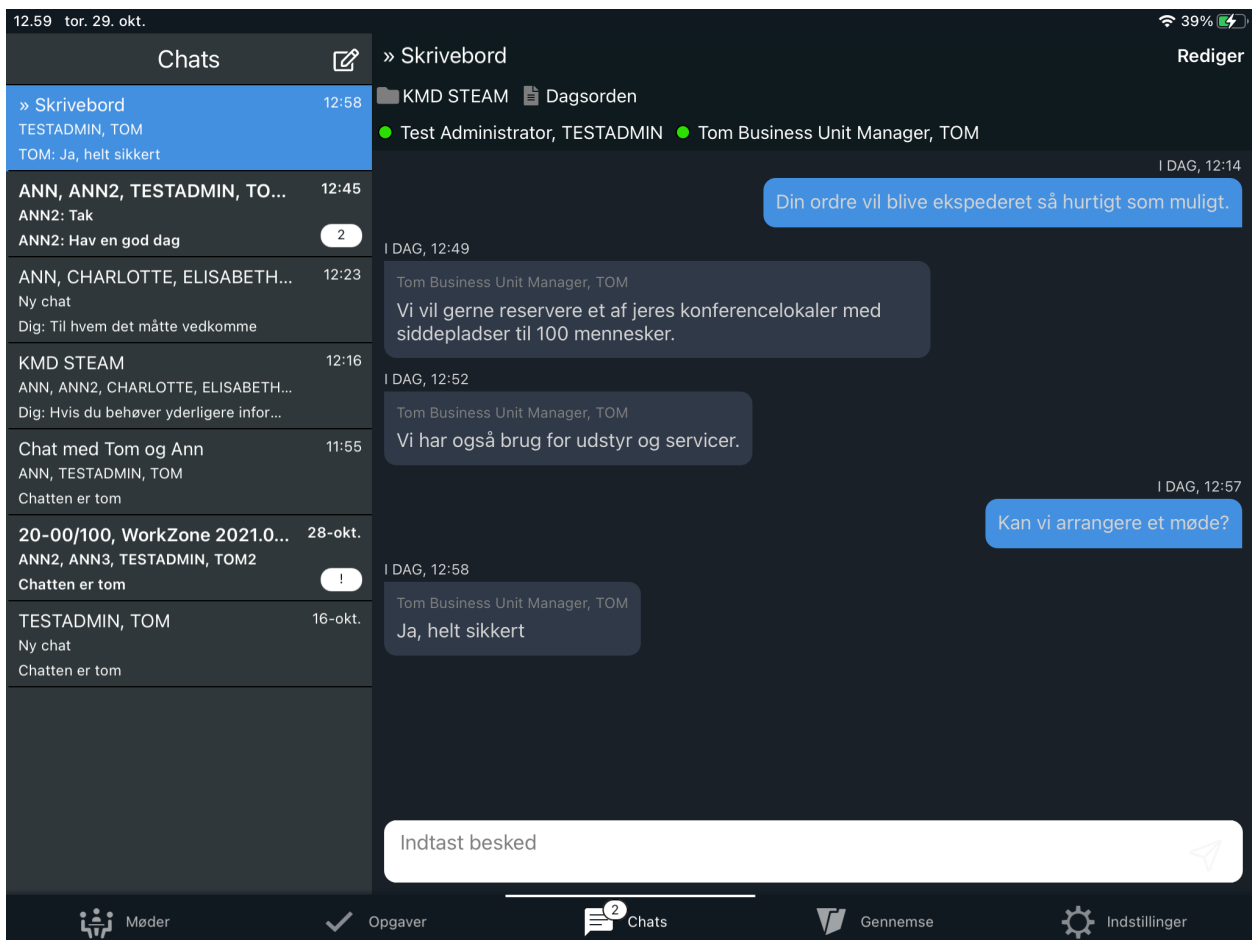 12.59 tor. 29. okt.
39%
Chats
» Skrivebord 12:58
TESTADMIN, TOM
TOM: Ja, helt sikkert
ANN, ANN2, TESTADMIN, TO... 12:45
ANN2: Tak
ANN2: Hav en god dag 2
ANN, CHARLOTTE, ELISABETH... 12:23
Ny chat
Dig: Til hvem det måtte vedkomme
KMD STEAM 12:16
ANN, ANN2, CHARLOTTE, ELISABETH...
Dig: Hvis du behøver yderligere infor...
Chat med Tom og Ann 11:55
ANN, TESTADMIN, TOM
Chatten er tom
20-00/100, WorkZone 2021.0... 28-okt.
ANN2, ANN3, TESTADMIN, TOM2
Chatten er tom !
TESTADMIN, TOM 16-okt.
Ny chat
Chatten er tom
» Skrivebord Rediger
KMD STEAM Dagsorden
Test Administrator, TESTADMIN Tom Business Unit Manager, TOM
I DAG, 12:14
Din ordre vil blive ekspederet så hurtigt som muligt.
I DAG, 12:49
Tom Business Unit Manager, TOM
Vi vil gerne reservere et af jeres konferencelokaler med
siddepladser til 100 mennesker.
I DAG, 12:52
Tom Business Unit Manager, TOM
Vi har også brug for udstyr og servicer.
I DAG, 12:57
Kan vi arrangere et møde?
I DAG, 12:58
Tom Business Unit Manager, TOM
Ja, helt sikkert
Indtast besked
Møder Opgaver 2 Chats Gennemse Indstillinger